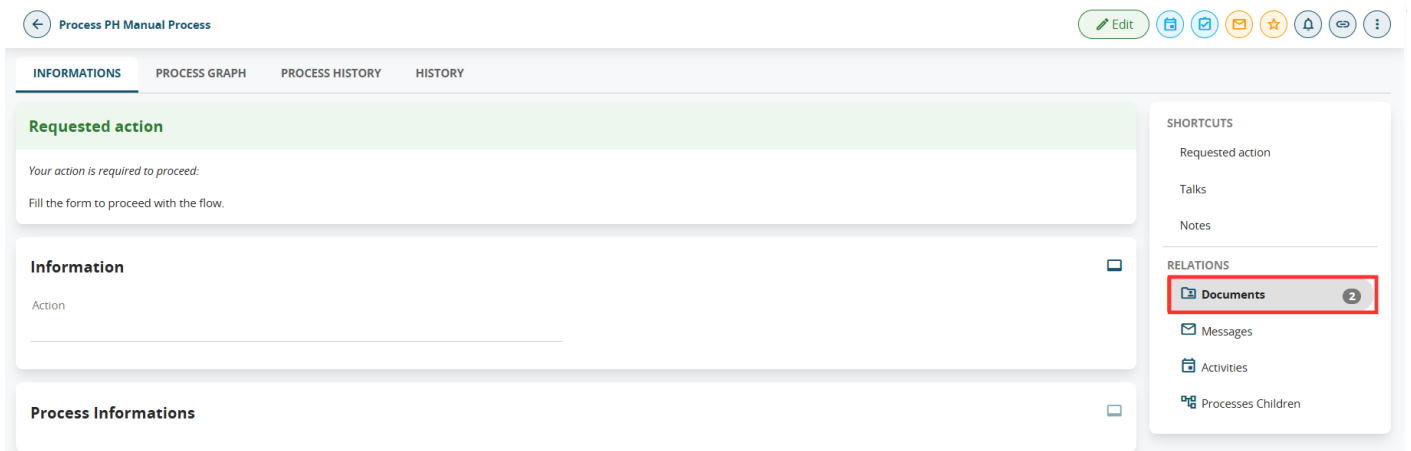 Process PH Manual Process
Edit
INFORMATIONS PROCESS GRAPH PROCESS HISTORY HISTORY
Requested action
Your action is required to proceed:
Fill the form to proceed with the flow.
Information
Action
Process Informations
SHORTCUTS
Requested action
Talks
Notes
RELATIONS
Documents 2
Messages
Activities
Processes Children